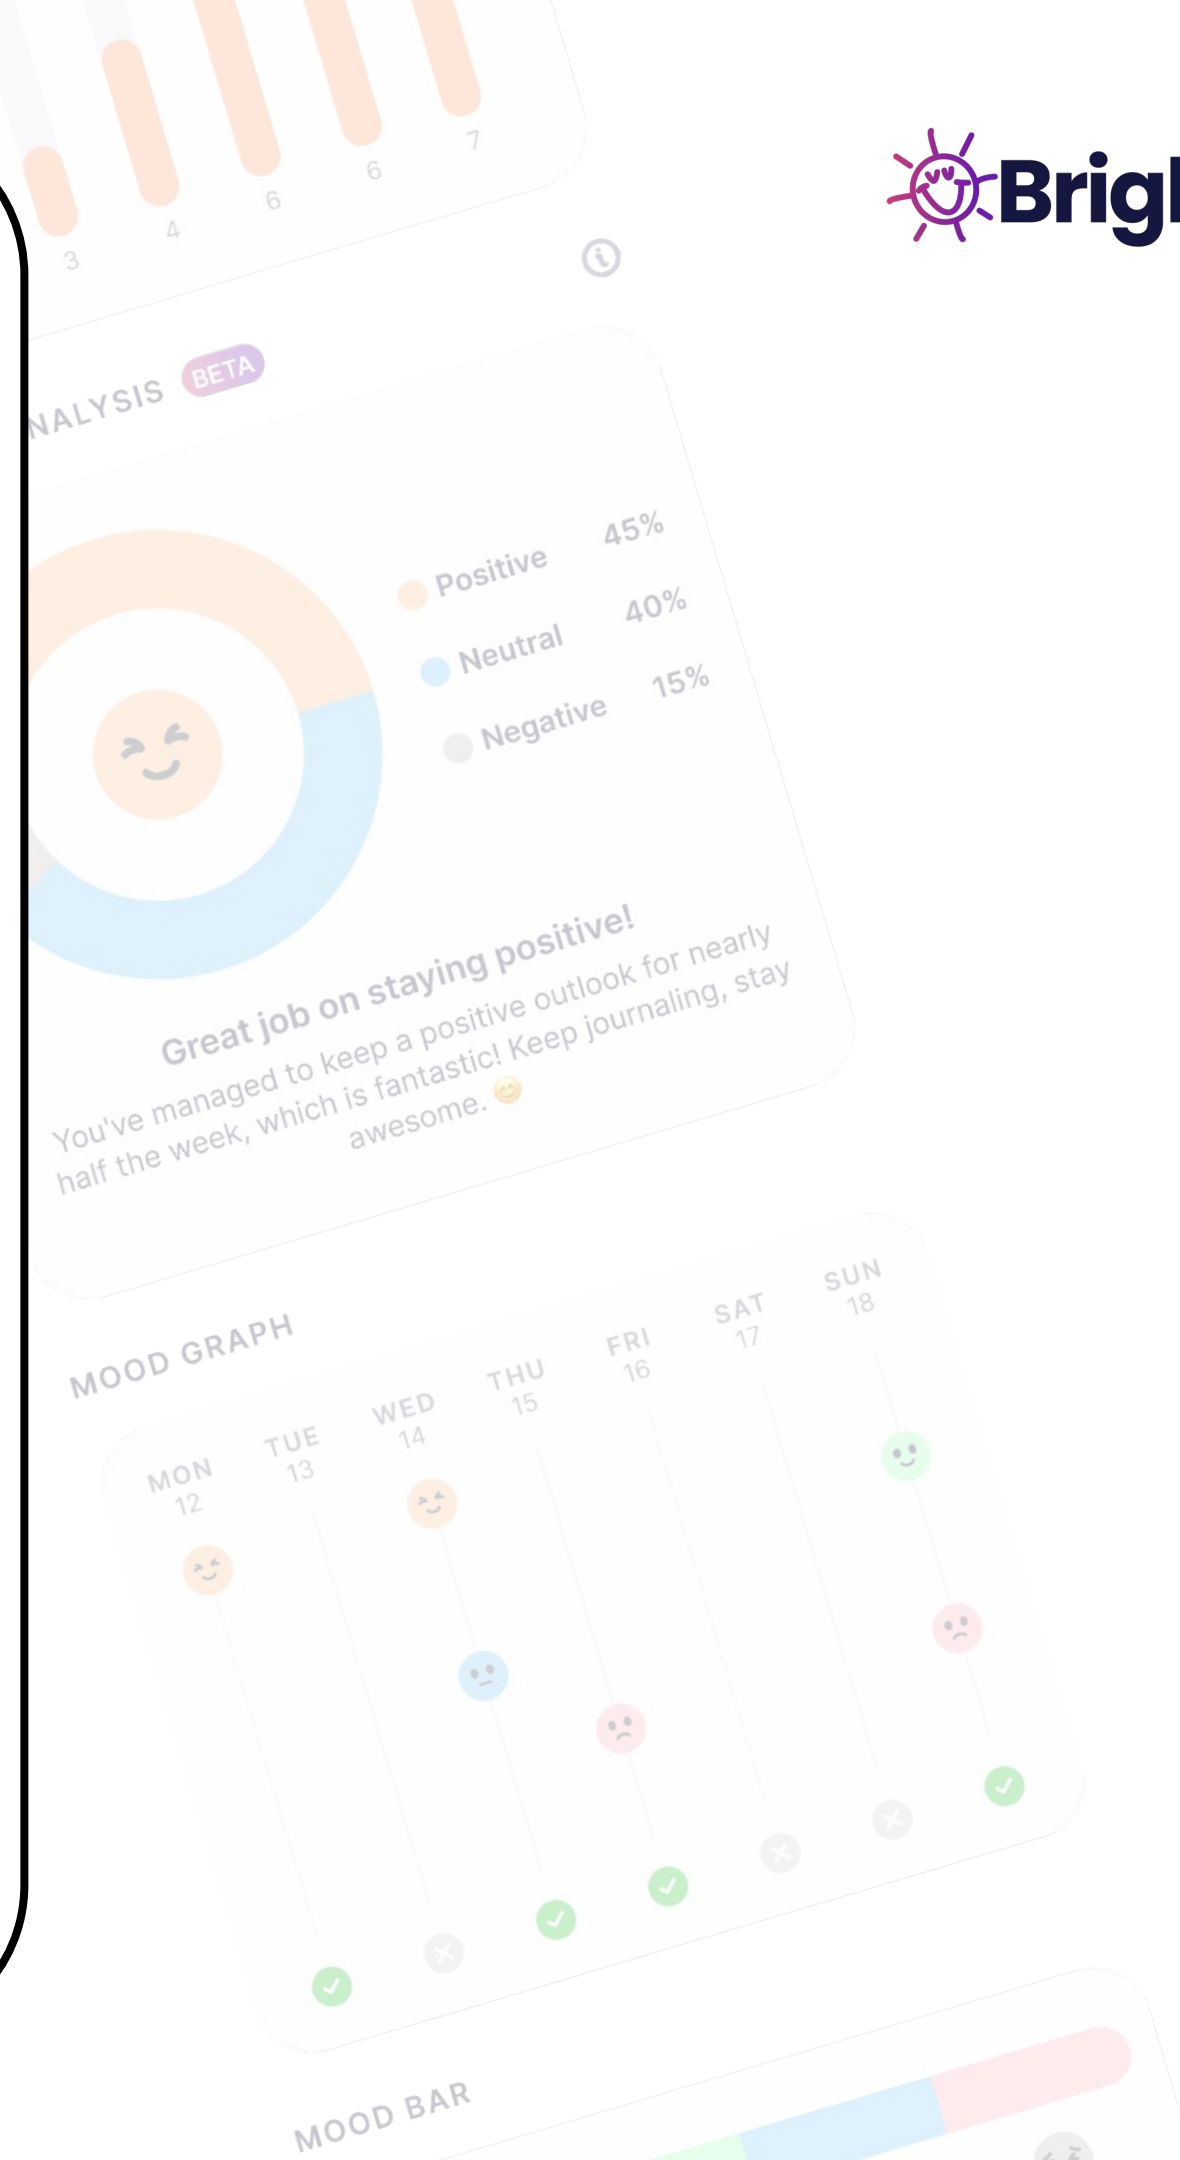 3
4
6
6
7
NALYSIS
BETA
Positive 45%
Neutral 40%
Negative 15%
Great job on staying positive!
You've managed to keep a positive outlook for nearly
half the week, which is fantastic! Keep journaling, stay
awesome. 😊
MOOD GRAPH
MON TUE WED THU FRI SAT SUN
12 13 14 15 16 17 18
MOOD BAR